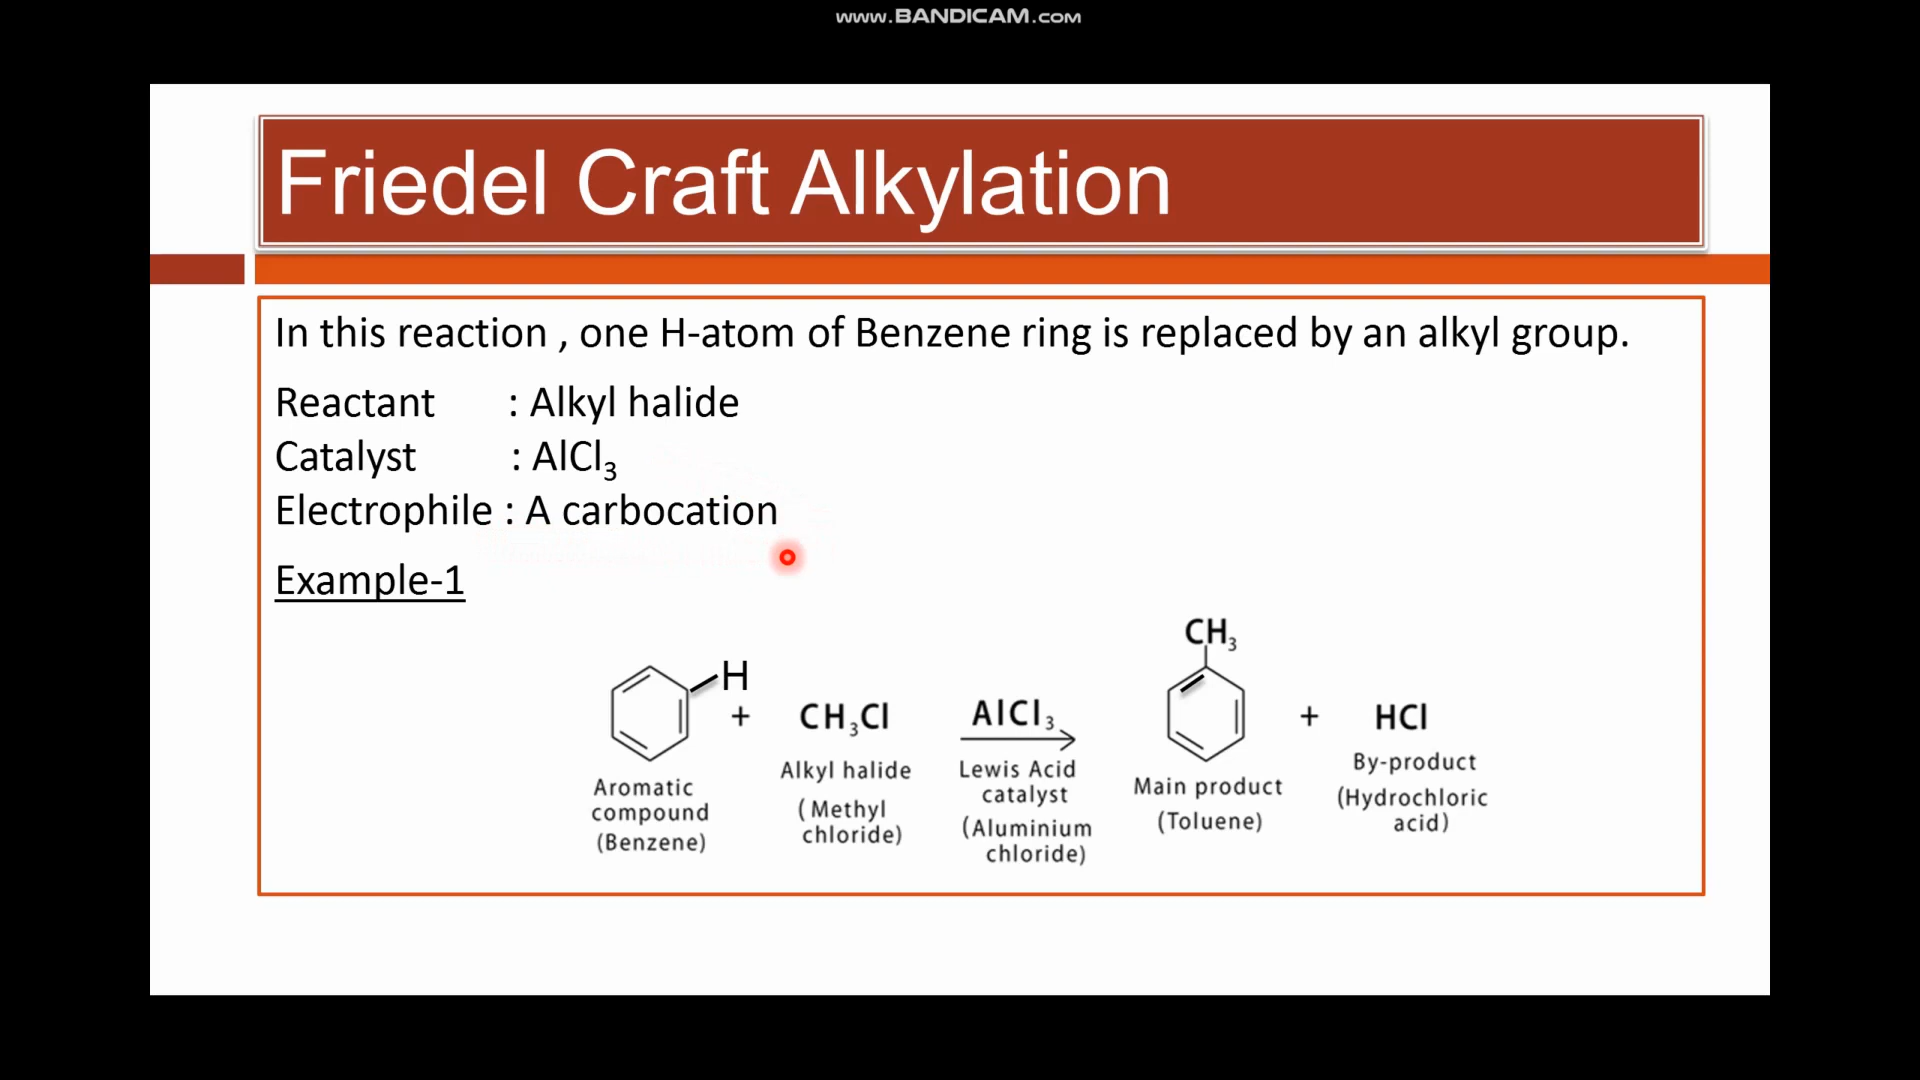 www.BANDICAM.com
Friedel Craft Alkylation
In this reaction , one H-atom of Benzene ring is replaced by an alkyl group.
Reactant : Alkyl halide
Catalyst : AlCl₃
Electrophile : A carbocation
Example-1
H
+
CH₃Cl
AlCl₃
CH₃
+
HCl
Aromatic
compound
(Benzene)
Alkyl halide
(Methyl
chloride)
Lewis Acid
catalyst
(Aluminium
chloride)
Main product
(Toluene)
By-product
(Hydrochloric
acid)